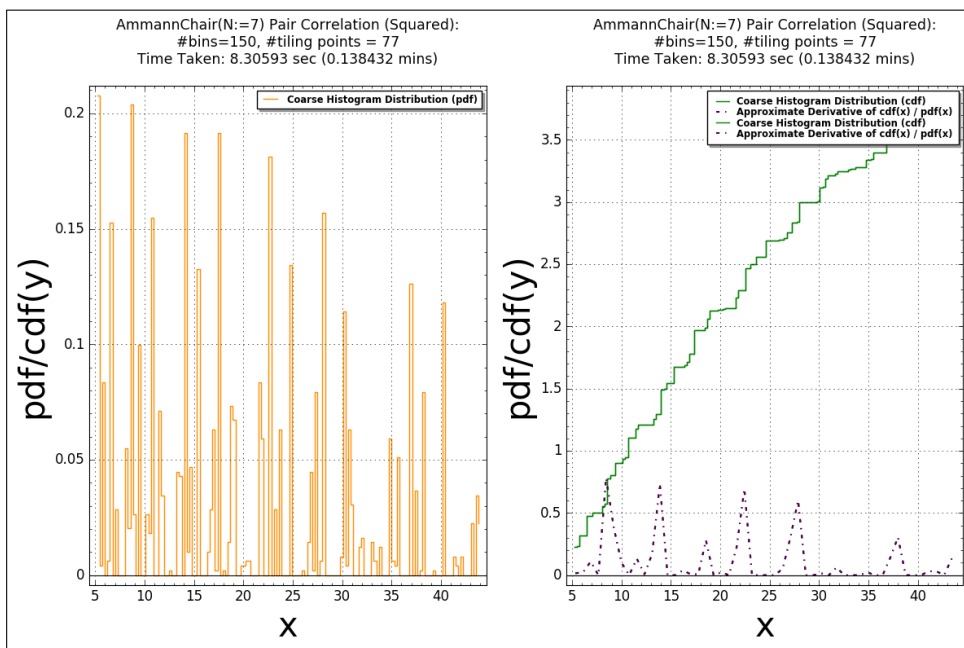 AmmannChair(N:=7) Pair Correlation (Squared):
#bins=150, #tiling points = 77
Time Taken: 8.30593 sec (0.138432 mins)
Coarse Histogram Distribution (pdf)
0.2
0.15
0.1
0.05
0
pdf/cdf(y)
5 10 15 20 25 30 35 40
x
AmmannChair(N:=7) Pair Correlation (Squared):
#bins=150, #tiling points = 77
Time Taken: 8.30593 sec (0.138432 mins)
Coarse Histogram Distribution (cdf)
Approximate Derivative of cdf(x) / pdf(x)
Coarse Histogram Distribution (cdf)
Approximate Derivative of cdf(x) / pdf(x)
3.5
3
2.5
2
1.5
1
0.5
0
pdf/cdf(y)
5 10 15 20 25 30 35 40
x